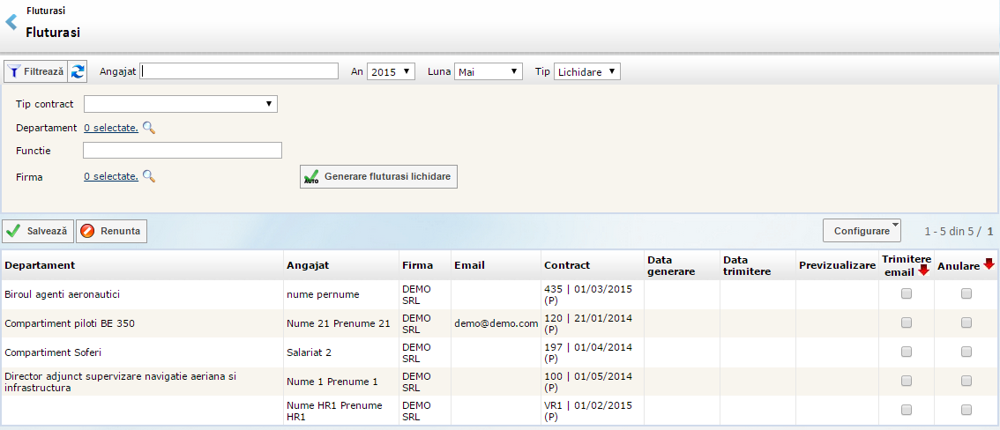 Fluturasi
Fluturasi
Filtrează Angajat An 2015 Luna Mai Tip Lichidare
Tip contract
Departament 0 selectate.
Functie
Firma 0 selectate. AUTO Generare fluturasi lichidare
Salvează Renunta Configurare 1 - 5 din 5 / 1
Departament Angajat Firma Email Contract Data generare Data trimitere Previzualizare Trimitere email Anulare
Biroul agenti aeronautici nume pernume DEMO SRL 435 | 01/03/2015 (P)
Compartiment piloti BE 350 Nume 21 Prenume 21 DEMO SRL demo@demo.com 120 | 21/01/2014 (P)
Compartiment Soferi Salariat 2 DEMO SRL 197 | 01/04/2014 (P)
Director adjunct supervizare navigatie aeriana si infrastructura Nume 1 Prenume 1 DEMO SRL 100 | 01/05/2014 (P)
Nume HR1 Prenume HR1 DEMO SRL VR1 | 01/02/2015 (P)